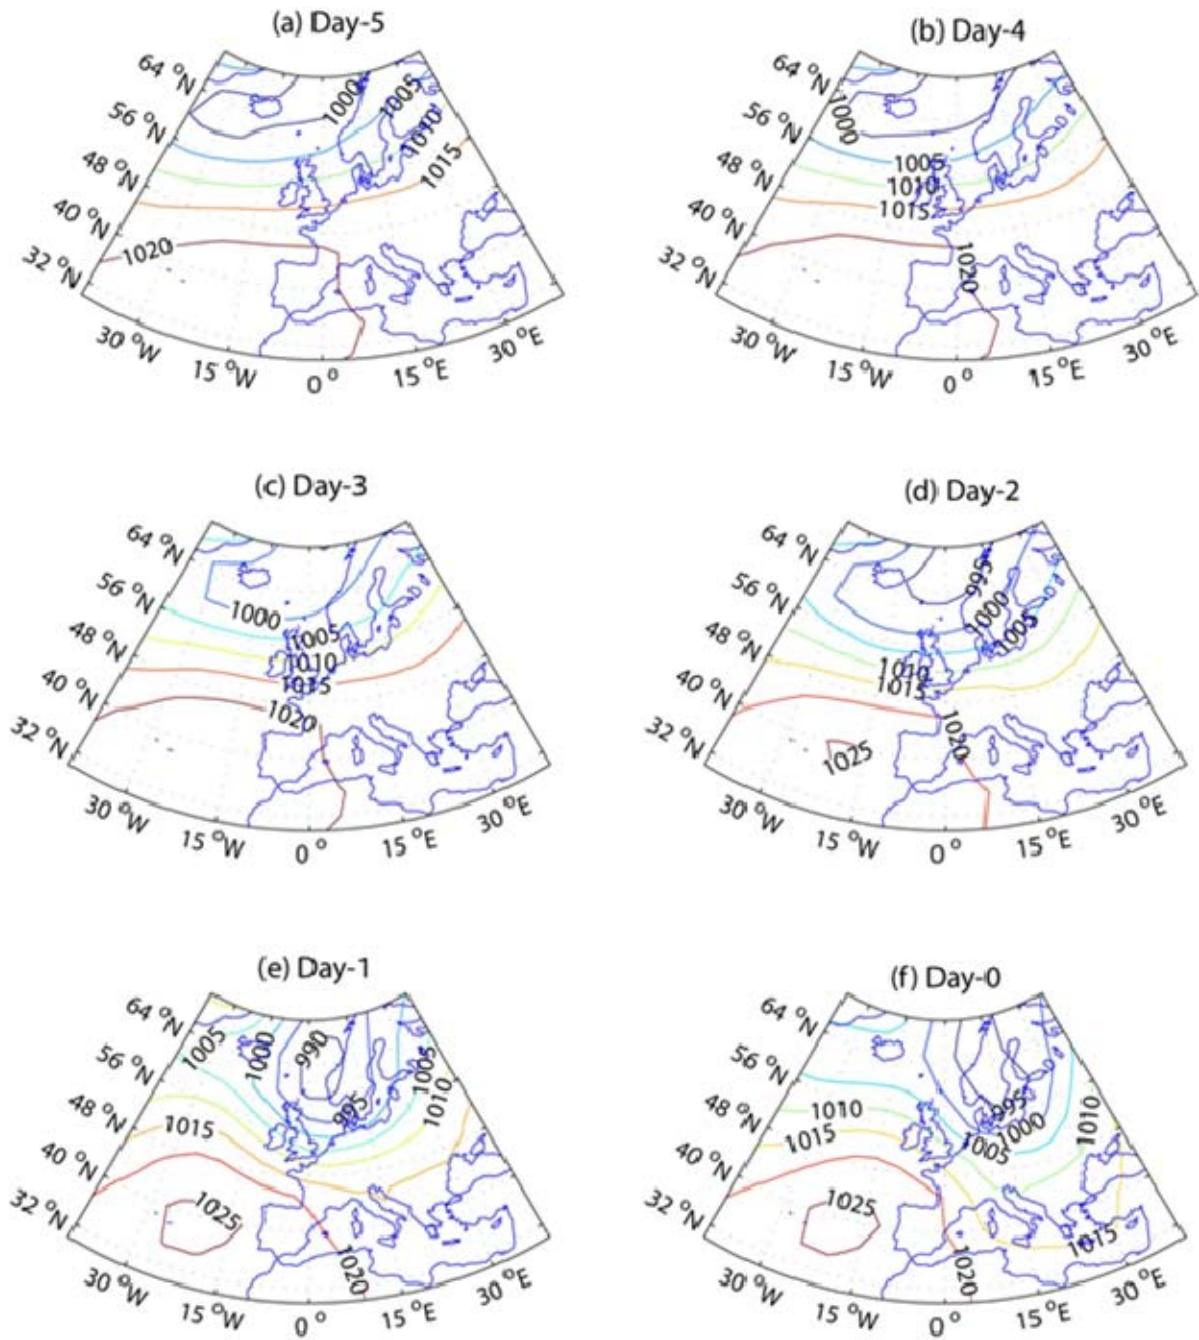 (a) Day-5
64 °N
56 °N
48 °N
40 °N
32 °N
30 °W
15 °W
0 °
15 °E
30 °E
1000
1005
1010
1015
1020
(b) Day-4
64 °N
56 °N
48 °N
40 °N
32 °N
30 °W
15 °W
0 °
15 °E
30 °E
1000
1005
1010
1015
1020
(c) Day-3
64 °N
56 °N
48 °N
40 °N
32 °N
30 °W
15 °W
0 °
15 °E
30 °E
1000
1005
1010
1015
1020
(d) Day-2
64 °N
56 °N
48 °N
40 °N
32 °N
30 °W
15 °W
0 °
15 °E
30 °E
995
1000
1005
1010
1015
1020
1025
(e) Day-1
64 °N
56 °N
48 °N
40 °N
32 °N
30 °W
15 °W
0 °
15 °E
30 °E
1005
1000
990
995
1005
1010
1015
1025
1020
(f) Day-0
64 °N
56 °N
48 °N
40 °N
32 °N
30 °W
15 °W
0 °
15 °E
30 °E
995
1000
1005
1010
1010
1015
1025
1015
1020